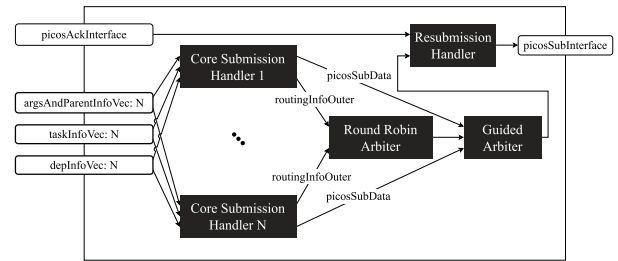 picosAckInterface
Resubmission
Handler
picosSubInterface
Core Submission
Handler 1
picosSubData
argsAndParentInfoVec: N
routingInfoOuter
taskInfoVec: N
Round Robin
Arbiter
Guided
Arbiter
depInfoVec: N
routingInfoOuter
picosSubData
Core Submission
Handler N